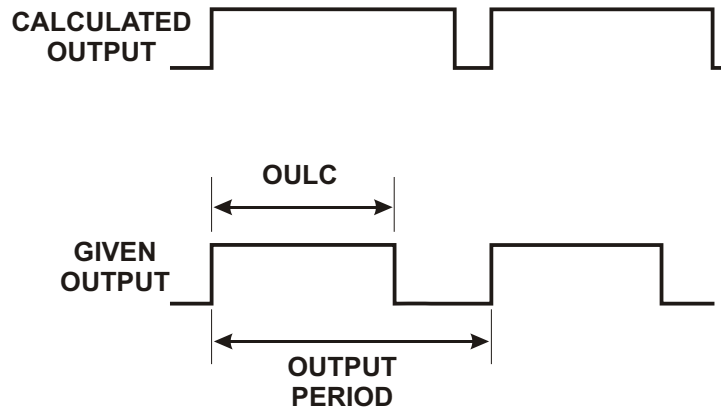 CALCULATED
OUTPUT
OULC
GIVEN
OUTPUT
OUTPUT
PERIOD